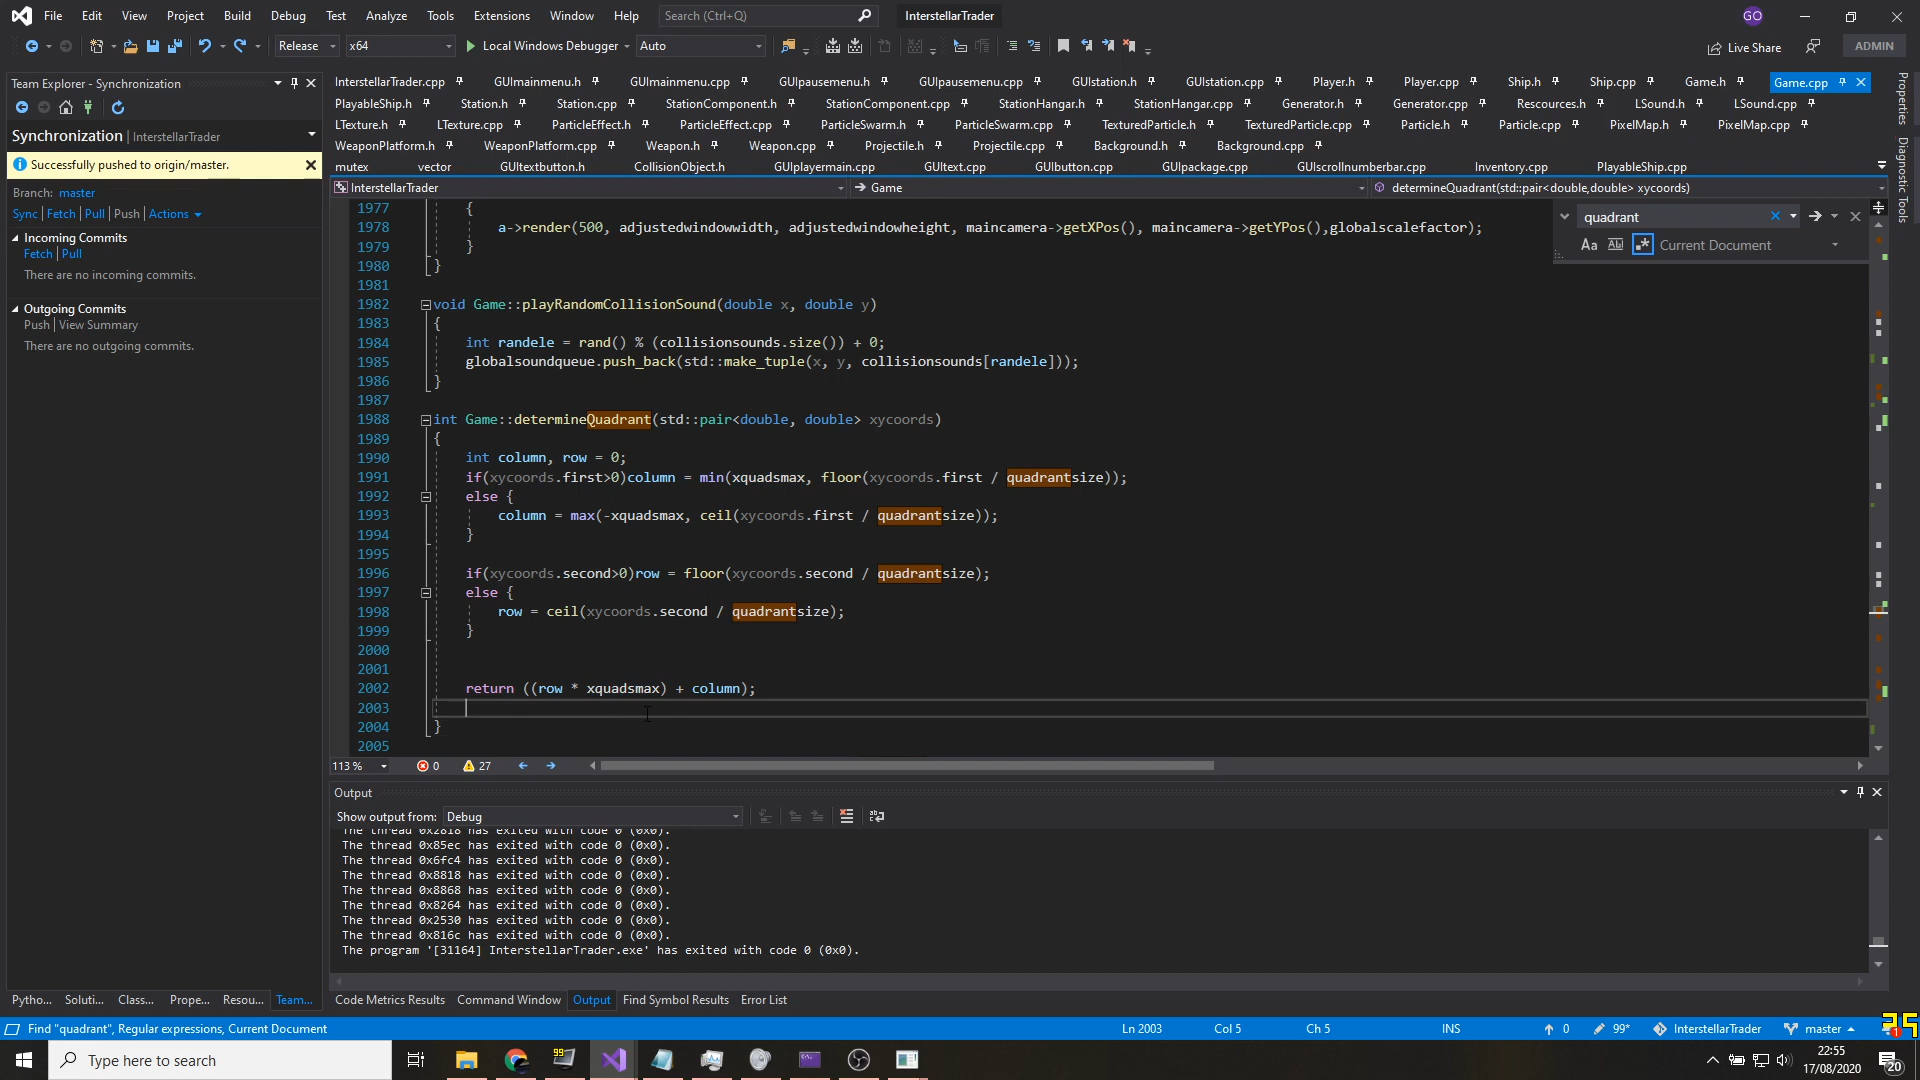 File Edit View Project Build Debug Test Analyze Tools Extensions Window Help Search (Ctrl+Q) InterstellarTrader GO
Release x64 Local Windows Debugger Auto Live Share ADMIN
Team Explorer - Synchronization
Synchronization | InterstellarTrader
Successfully pushed to origin/master.
Branch: master
Sync | Fetch | Pull | Push | Actions
Incoming Commits
Fetch | Pull
There are no incoming commits.
Outgoing Commits
Push | View Summary
There are no outgoing commits.
InterstellarTrader.cpp GUImainmenu.h GUImainmenu.cpp GUIpausemenu.h GUIpausemenu.cpp GUIstation.h GUIstation.cpp Player.h Player.cpp Ship.h Ship.cpp Game.h Game.cpp
PlayableShip.h Station.h Station.cpp StationComponent.h StationComponent.cpp StationHangar.h StationHangar.cpp Generator.h Generator.cpp Rescources.h LSound.h LSound.cpp
LTexture.h LTexture.cpp ParticleEffect.h ParticleEffect.cpp ParticleSwarm.h ParticleSwarm.cpp TexturedParticle.h TexturedParticle.cpp Particle.h Particle.cpp PixelMap.h PixelMap.cpp
WeaponPlatform.h WeaponPlatform.cpp Weapon.h Weapon.cpp Projectile.h Projectile.cpp Background.h Background.cpp
mutex vector GUItextbutton.h CollisionObject.h GUIplayermain.cpp GUItext.cpp GUIbutton.cpp GUIpackage.cpp GUIscrollnumberbar.cpp Inventory.cpp PlayableShip.cpp
InterstellarTrader Game determineQuadrant(std::pair<double,double> xycoords)
quadrant
Aa Ab .* Current Document
1977 {
1978 a->render(500, adjustedwindowwidth, adjustedwindowheight, maincamera->getXPos(), maincamera->getYPos(),globalscalefactor);
1979 }
1980 }
1981
1982 void Game::playRandomCollisionSound(double x, double y)
1983 {
1984 int randele = rand() % (collisionsounds.size()) + 0;
1985 globalsoundqueue.push_back(std::make_tuple(x, y, collisionsounds[randele]));
1986 }
1987
1988 int Game::determineQuadrant(std::pair<double, double> xycoords)
1989 {
1990 int column, row = 0;
1991 if(xycoords.first>0)column = min(xquadsmax, floor(xycoords.first / quadrantsize));
1992 else {
1993 column = max(-xquadsmax, ceil(xycoords.first / quadrantsize));
1994 }
1995
1996 if(xycoords.second>0)row = floor(xycoords.second / quadrantsize);
1997 else {
1998 row = ceil(xycoords.second / quadrantsize);
1999 }
2000
2001
2002 return ((row * xquadsmax) + column);
2003
2004 }
2005
113 % 0 27
Output
Show output from: Debug
The thread 0x2818 has exited with code 0 (0x0).
The thread 0x85ec has exited with code 0 (0x0).
The thread 0x6fc4 has exited with code 0 (0x0).
The thread 0x8818 has exited with code 0 (0x0).
The thread 0x8868 has exited with code 0 (0x0).
The thread 0x8264 has exited with code 0 (0x0).
The thread 0x2530 has exited with code 0 (0x0).
The thread 0x816c has exited with code 0 (0x0).
The program '[31164] InterstellarTrader.exe' has exited with code 0 (0x0).
Pytho... Soluti... Class... Prope... Resou... Team...
Code Metrics Results Command Window Output Find Symbol Results Error List
Properties
Diagnostic Tools
Find "quadrant", Regular expressions, Current Document Ln 2003 Col 5 Ch 5 INS 0 99* InterstellarTrader master 1
Type here to search 99 22:55
17/08/2020 20